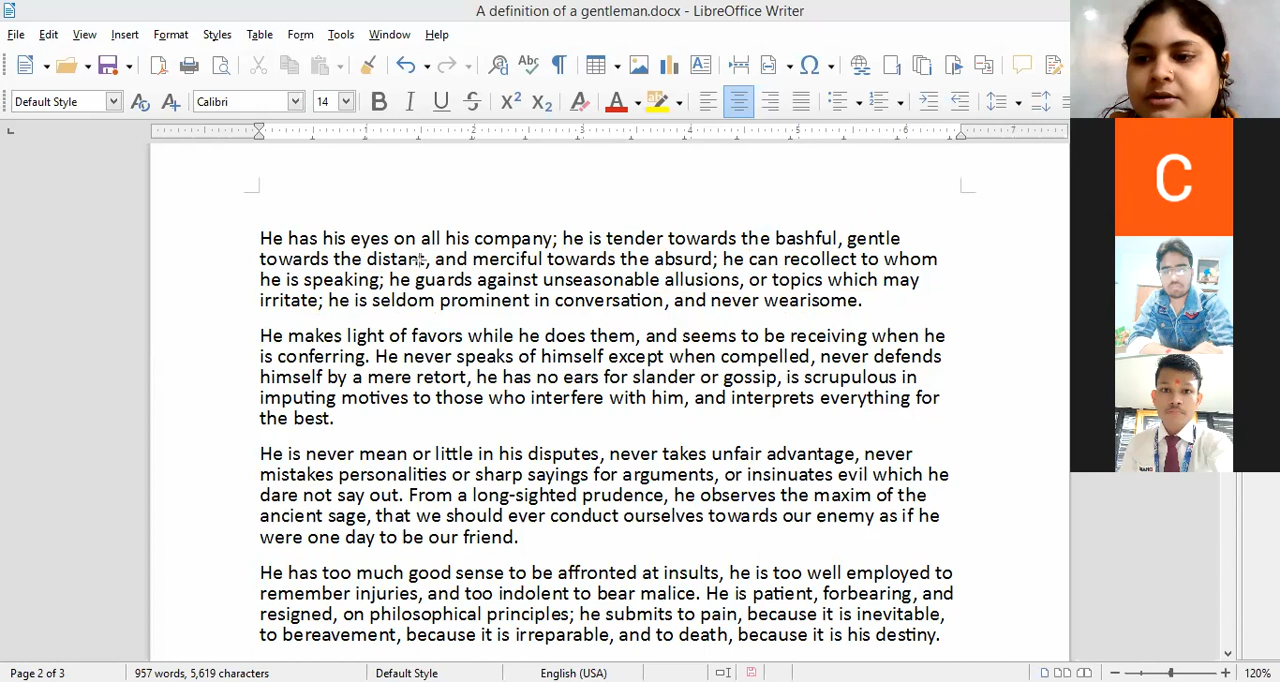 A definition of a gentleman.docx - LibreOffice Writer
File Edit View Insert Format Styles Table Form Tools Window Help
Default Style Calibri 14
1 2 3 4 5 6 7
He has his eyes on all his company; he is tender towards the bashful, gentle
towards the distant, and merciful towards the absurd; he can recollect to whom
he is speaking; he guards against unseasonable allusions, or topics which may
irritate; he is seldom prominent in conversation, and never wearisome.
He makes light of favors while he does them, and seems to be receiving when he
is conferring. He never speaks of himself except when compelled, never defends
himself by a mere retort, he has no ears for slander or gossip, is scrupulous in
imputing motives to those who interfere with him, and interprets everything for
the best.
He is never mean or little in his disputes, never takes unfair advantage, never
mistakes personalities or sharp sayings for arguments, or insinuates evil which he
dare not say out. From a long-sighted prudence, he observes the maxim of the
ancient sage, that we should ever conduct ourselves towards our enemy as if he
were one day to be our friend.
He has too much good sense to be affronted at insults, he is too well employed to
remember injuries, and too indolent to bear malice. He is patient, forbearing, and
resigned, on philosophical principles; he submits to pain, because it is inevitable,
to bereavement, because it is irreparable, and to death, because it is his destiny.
Page 2 of 3 957 words, 5,619 characters Default Style English (USA) 120%
C